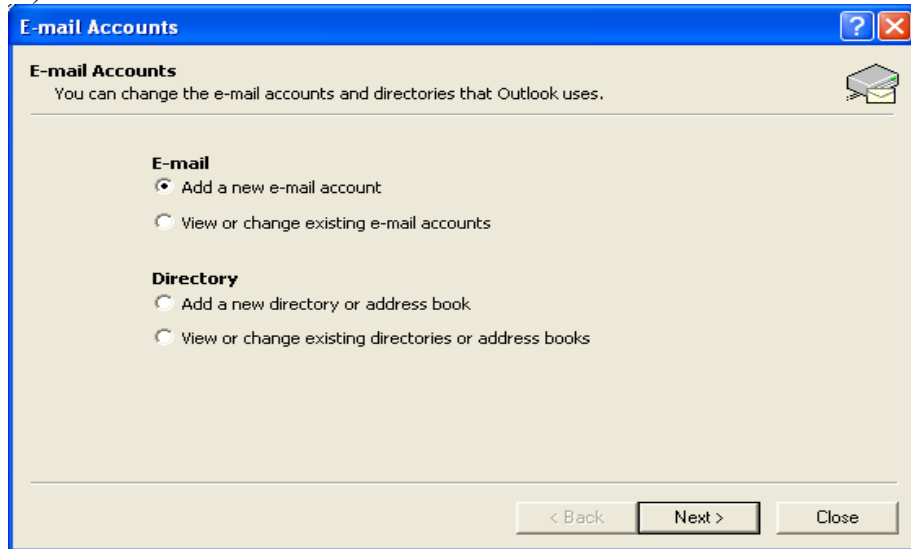 E-mail Accounts
E-mail Accounts
You can change the e-mail accounts and directories that Outlook uses.
E-mail
Add a new e-mail account
View or change existing e-mail accounts
Directory
Add a new directory or address book
View or change existing directories or address books
< Back Next > Close